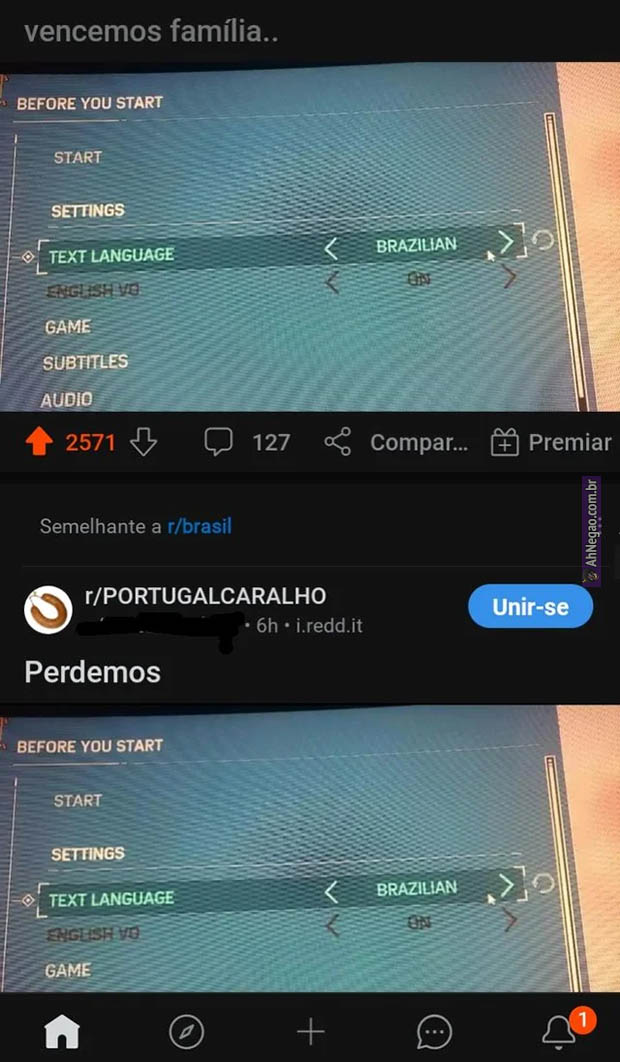 vencemos família..
BEFORE YOU START
START
SETTINGS
TEXT LANGUAGE < BRAZILIAN >
ENGLISH VO < ON >
GAME
SUBTITLES
AUDIO
2571 127 Compar... Premiar
AhNegao.com.br
Semelhante a r/brasil
r/PORTUGALCARALHO
• 6h • i.redd.it
Unir-se
Perdemos
BEFORE YOU START
START
SETTINGS
TEXT LANGUAGE < BRAZILIAN >
ENGLISH VO < ON >
GAME
1